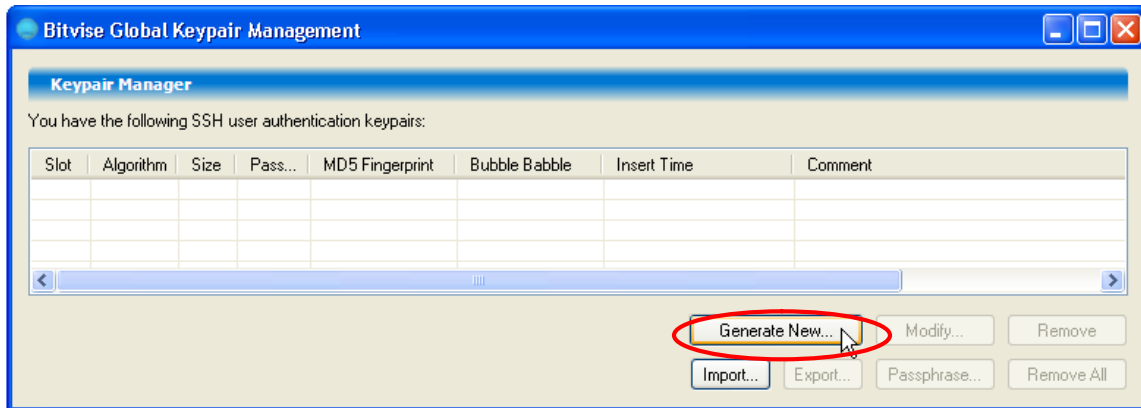 Bitvise Global Keypair Management
Keypair Manager
You have the following SSH user authentication keypairs:
Slot Algorithm Size Pass... MD5 Fingerprint Bubble Babble Insert Time Comment
Generate New... Modify... Remove
Import... Export... Passphrase... Remove All